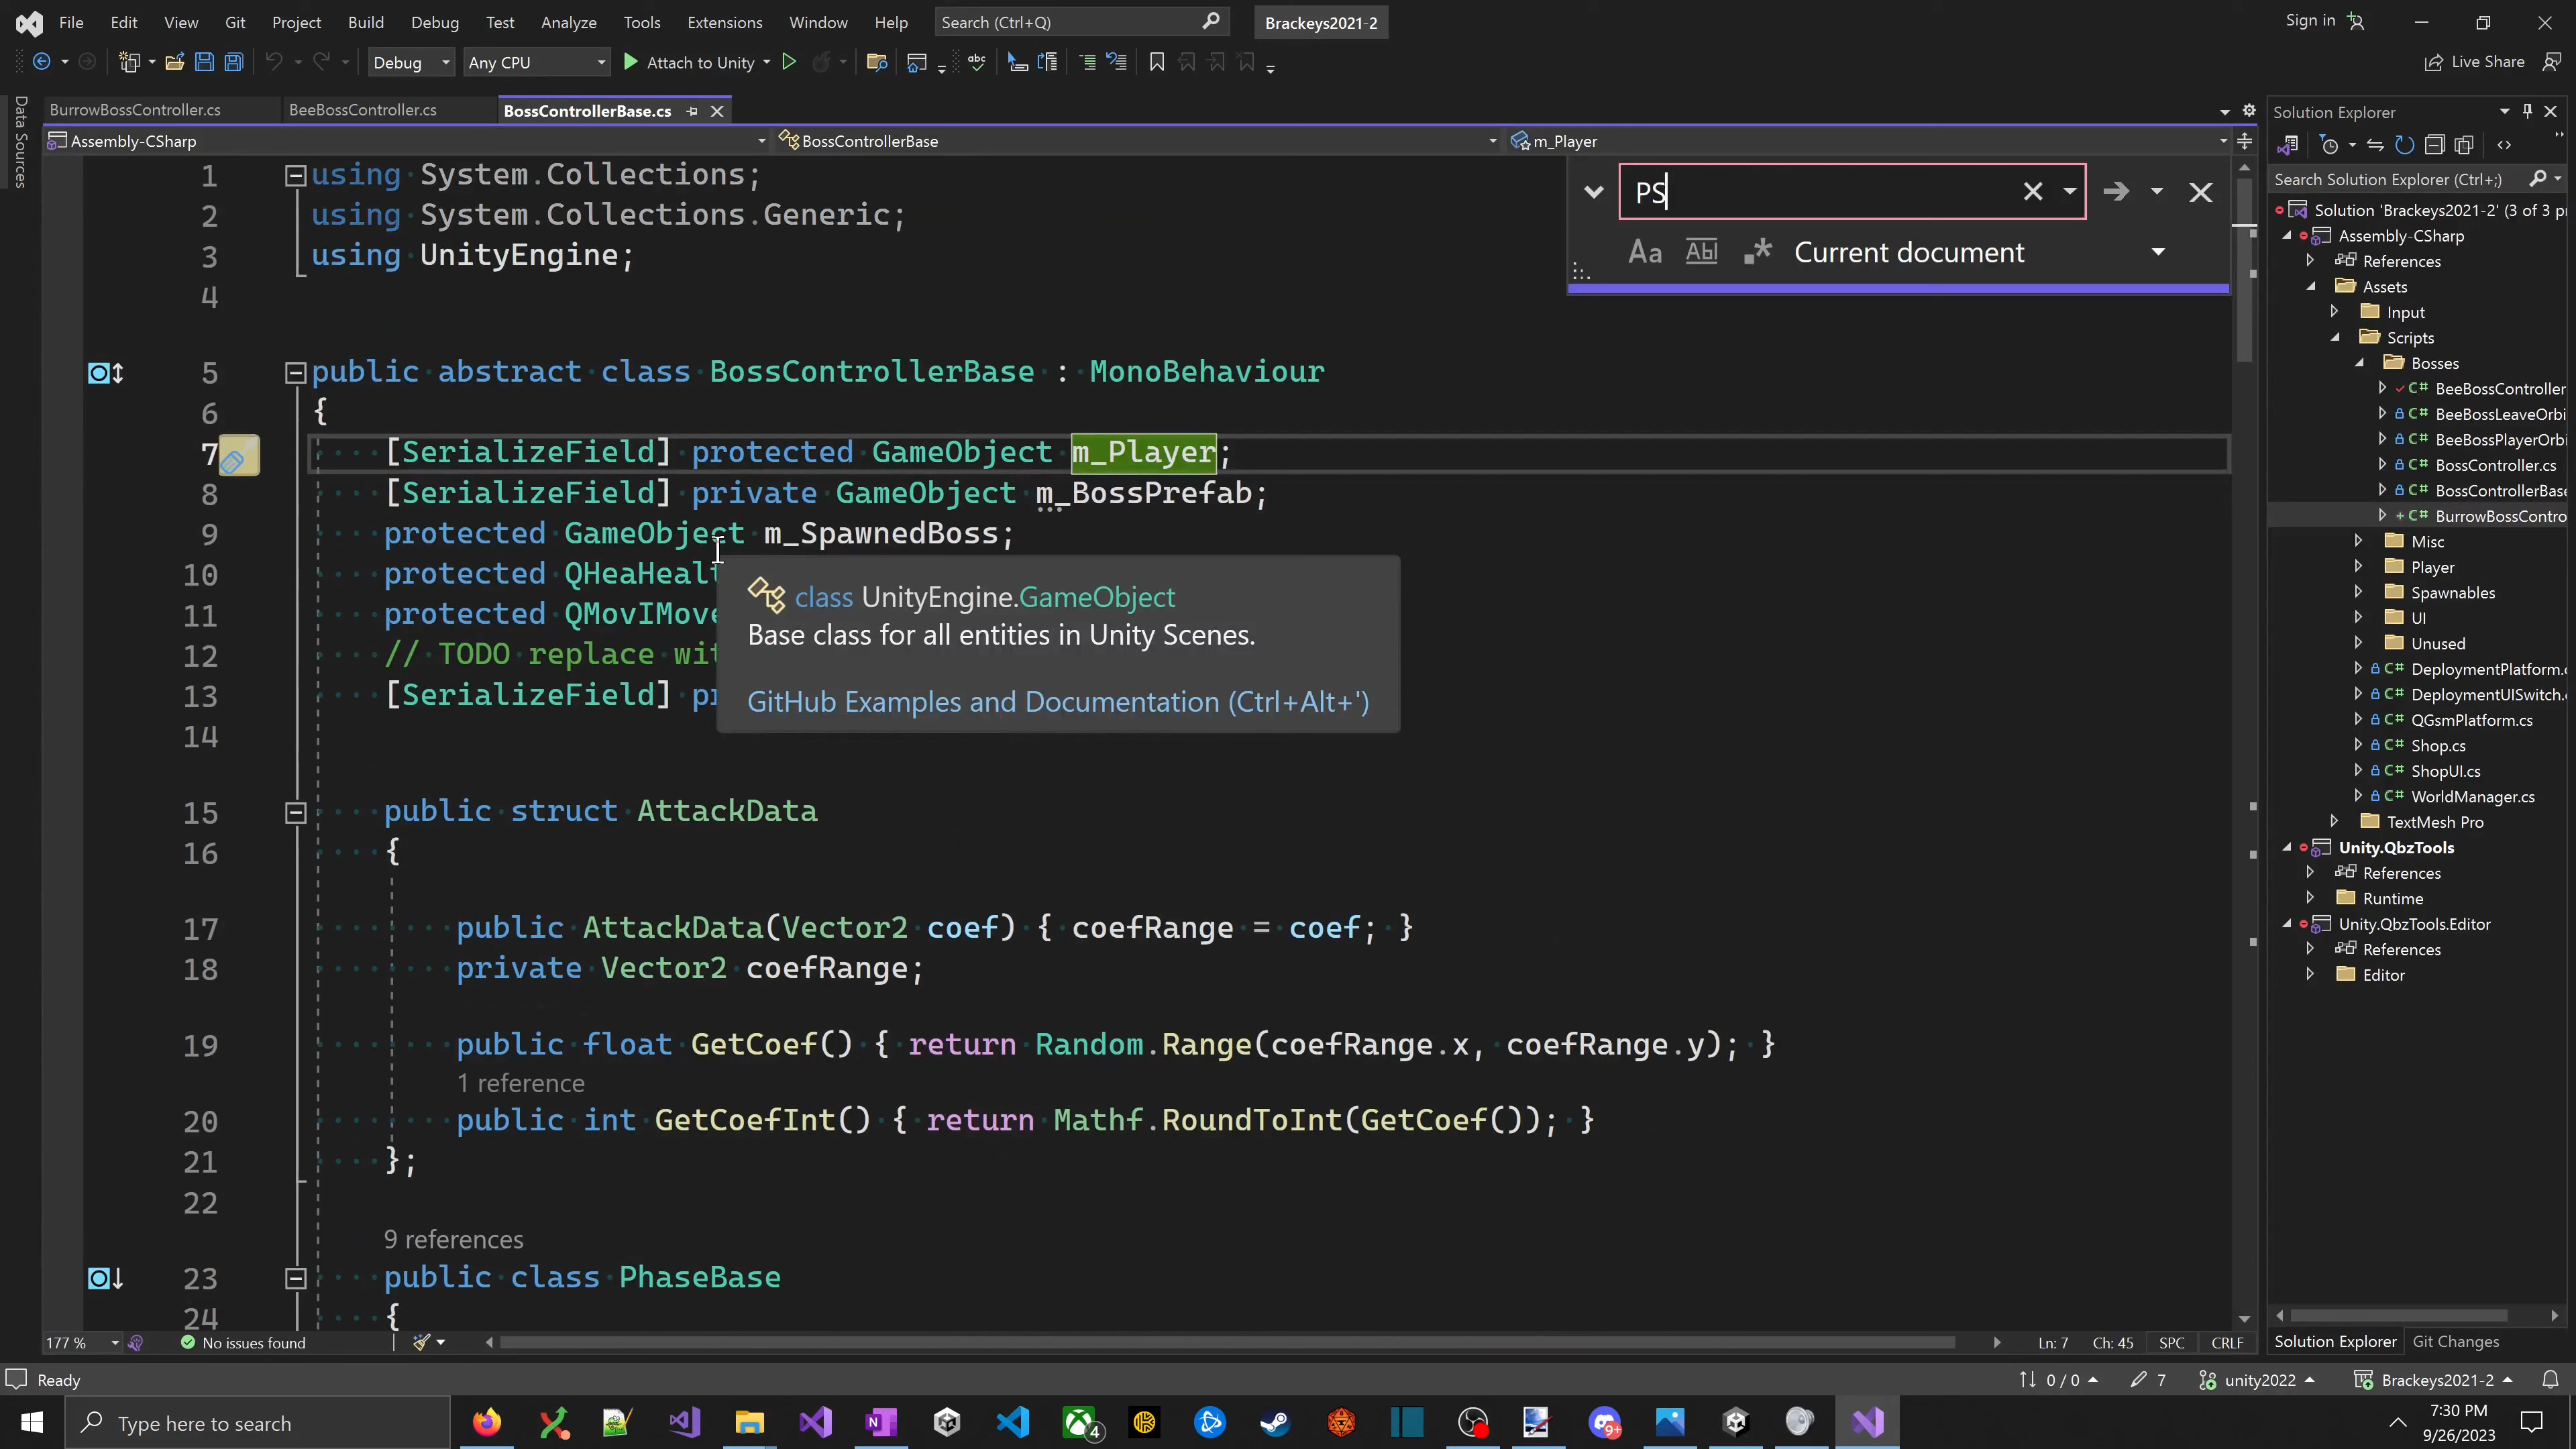 File Edit View Git Project Build Debug Test Analyze Tools Extensions Window Help Search (Ctrl+Q) Brackeys2021-2 Sign in
Debug Any CPU Attach to Unity Live Share
Data Sources
BurrowBossController.cs BeeBossController.cs BossControllerBase.cs
Assembly-CSharp BossControllerBase m_Player
PS
Aa Abl .* Current document
1 using System.Collections;
2 using System.Collections.Generic;
3 using UnityEngine;
4
5 public abstract class BossControllerBase : MonoBehaviour
6 {
7 [SerializeField] protected GameObject m_Player;
8 [SerializeField] private GameObject m_BossPrefab;
9 protected GameObject m_SpawnedBoss;
10 protected QHeaHealt
11 protected QMovIMove
12 // TODO replace wit
13 [SerializeField] pr
class UnityEngine.GameObject
Base class for all entities in Unity Scenes.
GitHub Examples and Documentation (Ctrl+Alt+')
14
15 public struct AttackData
16 {
17 public AttackData(Vector2 coef) { coefRange = coef; }
18 private Vector2 coefRange;
19 public float GetCoef() { return Random.Range(coefRange.x, coefRange.y); }
1 reference
20 public int GetCoefInt() { return Mathf.RoundToInt(GetCoef()); }
21 };
22
9 references
23 public class PhaseBase
24 {
177 % No issues found Ln: 7 Ch: 45 SPC CRLF
Solution Explorer
Search Solution Explorer (Ctrl+;)
Solution 'Brackeys2021-2' (3 of 3 pr
Assembly-CSharp
References
Assets
Input
Scripts
Bosses
C# BeeBossController
C# BeeBossLeaveOrbi
C# BeeBossPlayerOrbi
C# BossController.cs
C# BossControllerBase
C# BurrowBossContro
Misc
Player
Spawnables
UI
Unused
C# DeploymentPlatform.c
C# DeploymentUISwitch.c
C# QGsmPlatform.cs
C# Shop.cs
C# ShopUI.cs
C# WorldManager.cs
TextMesh Pro
Unity.QbzTools
References
Runtime
Unity.QbzTools.Editor
References
Editor
Solution Explorer Git Changes
Ready 0 / 0 7 unity2022 Brackeys2021-2
Type here to search 4 9+ 7:30 PM
9/26/2023